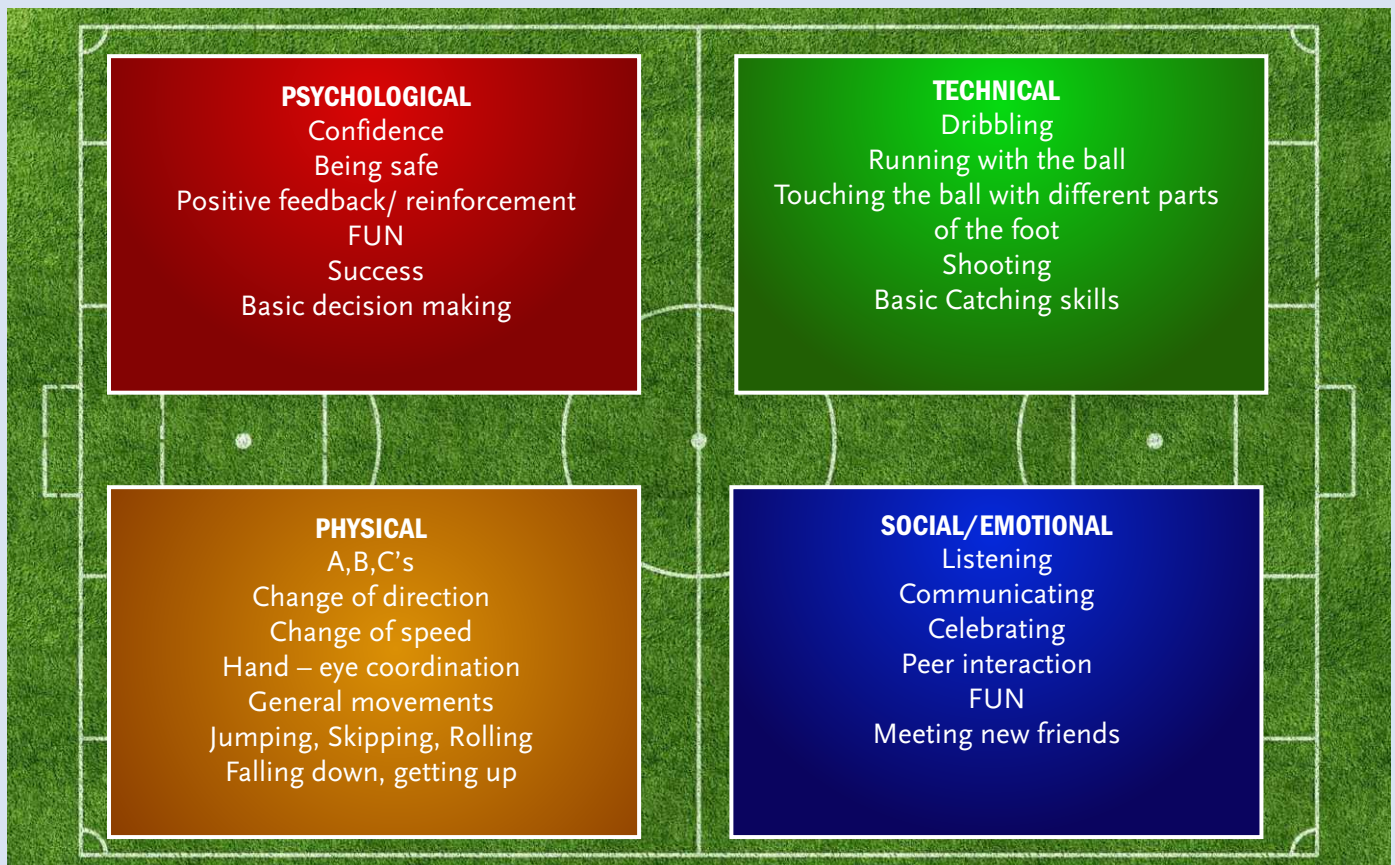 PSYCHOLOGICAL
Confidence
Being safe
Positive feedback/ reinforcement
FUN
Success
Basic decision making
TECHNICAL
Dribbling
Running with the ball
Touching the ball with different parts
of the foot
Shooting
Basic Catching skills
PHYSICAL
A,B,C’s
Change of direction
Change of speed
Hand – eye coordination
General movements
Jumping, Skipping, Rolling
Falling down, getting up
SOCIAL/EMOTIONAL
Listening
Communicating
Celebrating
Peer interaction
FUN
Meeting new friends